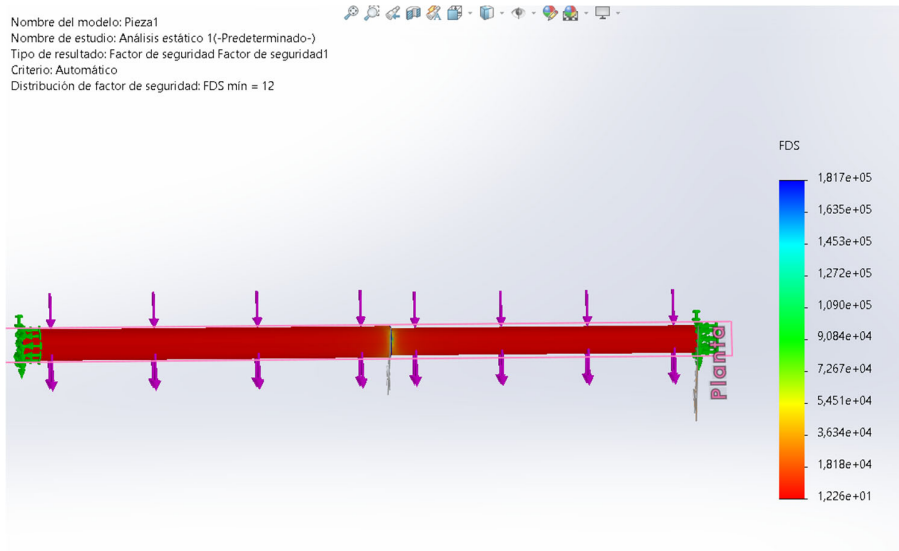 Nombre del modelo: Pieza1
Nombre de estudio: Análisis estático 1(-Predeterminado-)
Tipo de resultado: Factor de seguridad Factor de seguridad1
Criterio: Automático
Distribución de factor de seguridad: FDS mín = 12
FDS
1,817e+05
1,635e+05
1,453e+05
1,272e+05
1,090e+05
9,084e+04
7,267e+04
5,451e+04
3,634e+04
1,818e+04
1,226e+01
Planta